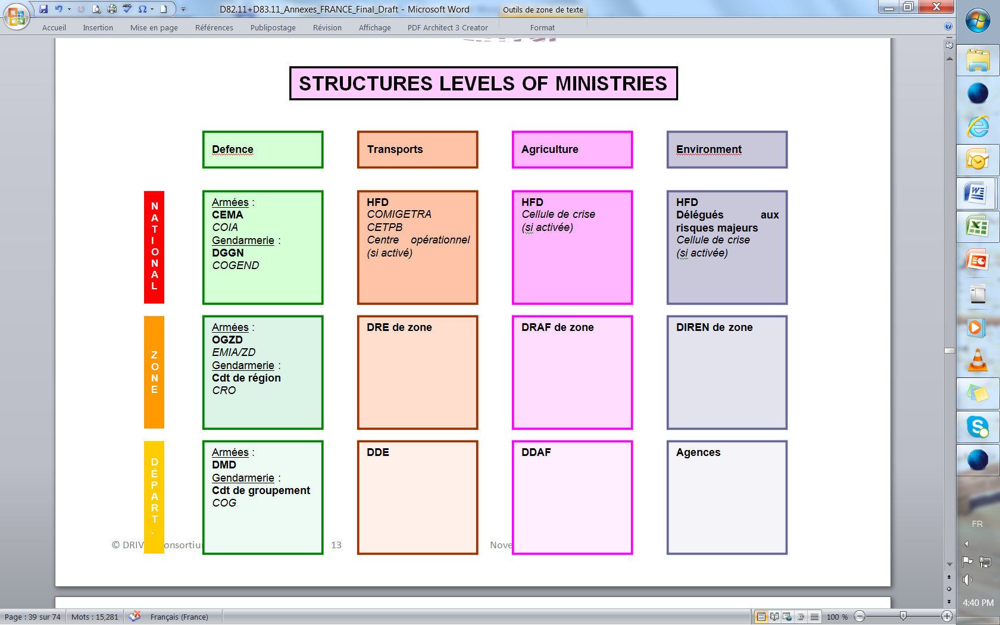 D82.11+D83.11_Annexes_FRANCE_Final_Draft - Microsoft Word
Outils de zone de texte
Accueil Insertion Mise en page Références Publipostage Révision Affichage PDF Architect 3 Creator Format
STRUCTURES LEVELS OF MINISTRIES
Defence
Transports
Agriculture
Environment
NATIONAL
Armées :
CEMA
COIA
Gendarmerie :
DGGN
COGEND
HFD
COMIGETRA
CETPB
Centre opérationnel
(si activé)
HFD
Cellule de crise
(si activée)
HFD
Délégués aux
risques majeurs
Cellule de crise
(si activée)
ZONE
Armées :
OGZD
EMIA/ZD
Gendarmerie :
Cdt de région
CRO
DRE de zone
DRAF de zone
DIREN de zone
DÉPART.
Armées :
DMD
Gendarmerie :
Cdt de groupement
COG
DDE
DDAF
Agences
© DRIV onsortiu 13 Nove
Page : 39 sur 74 Mots : 15,281 Français (France) 100 %
FR
4:40 PM